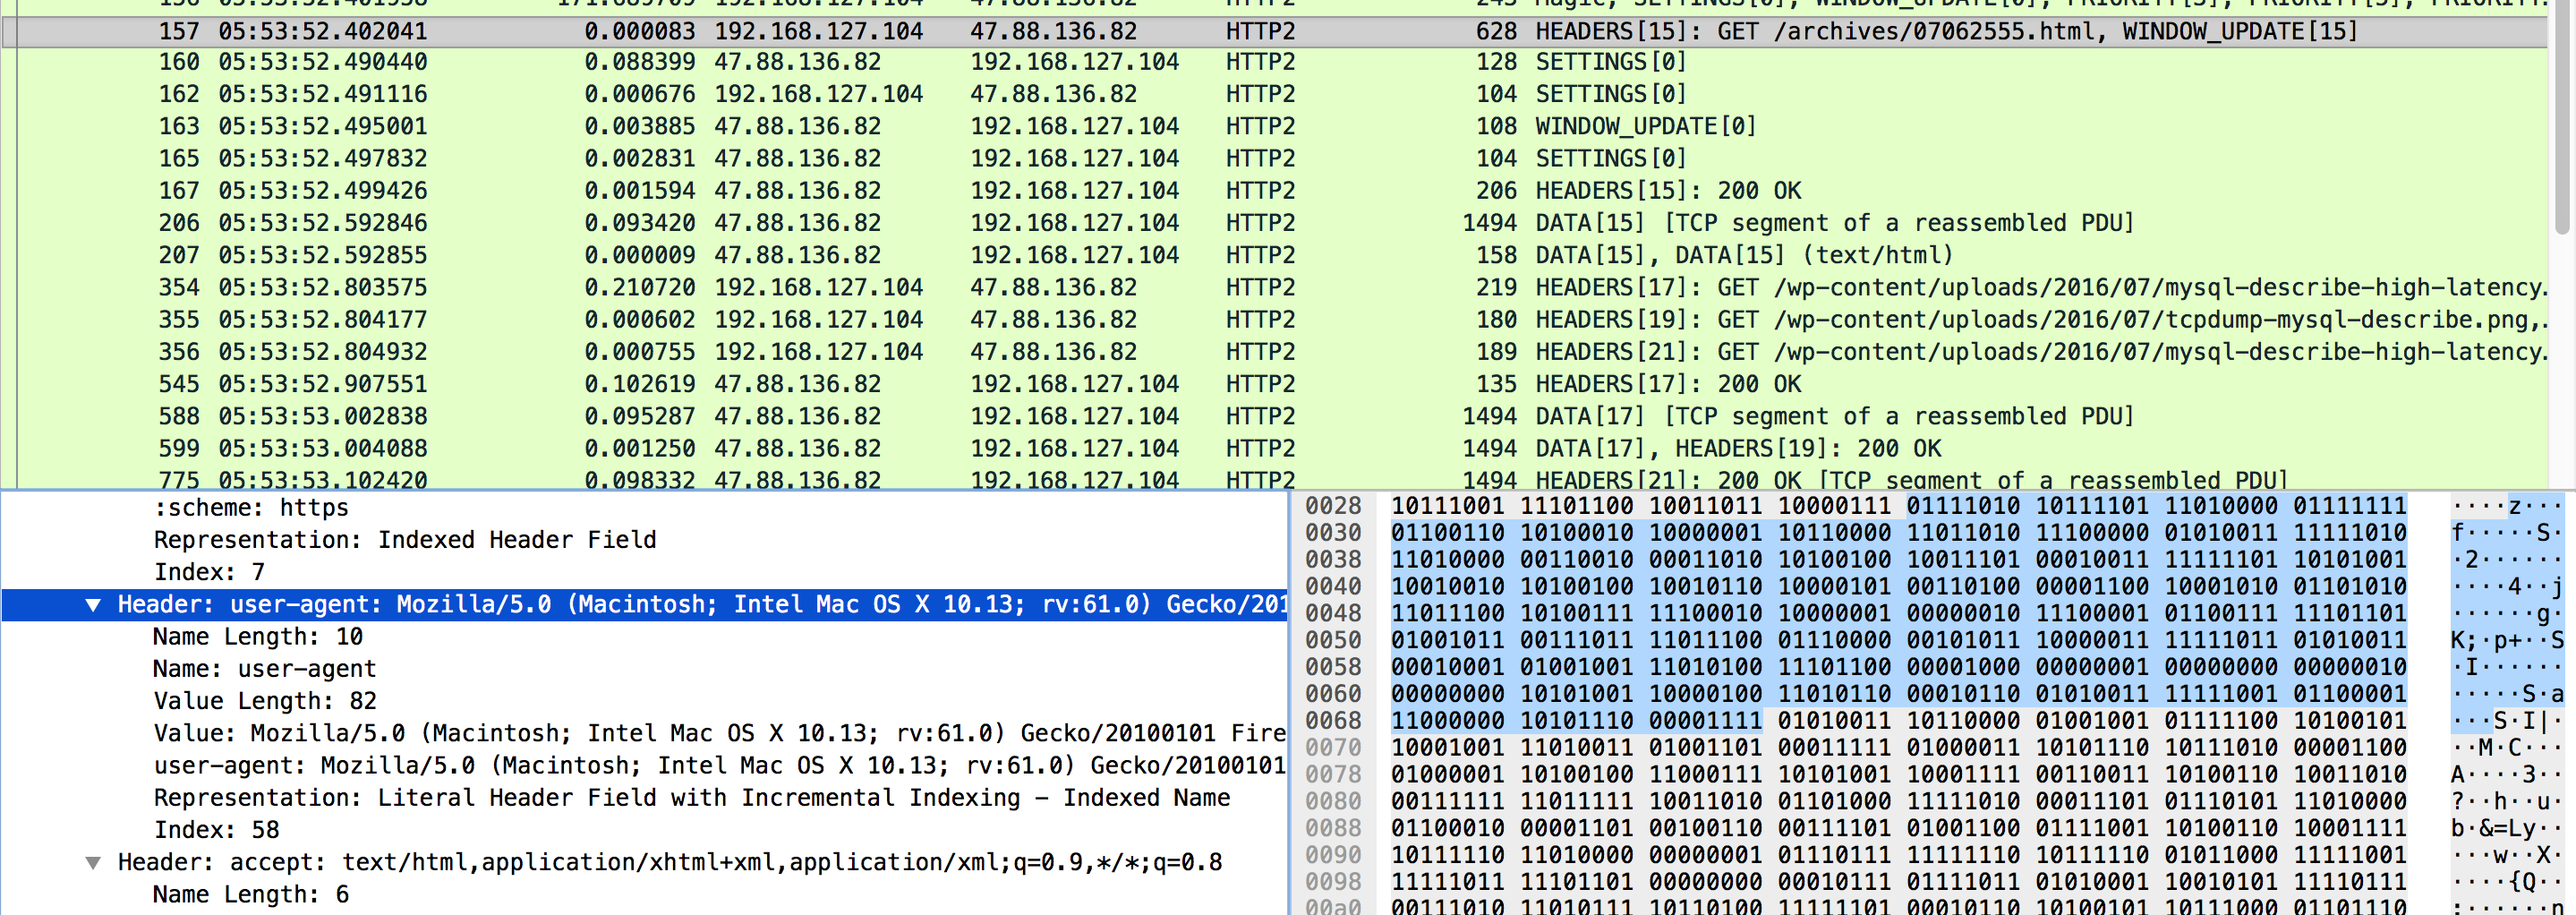 157 05:53:52.402041 0.000083 192.168.127.104 47.88.136.82 HTTP2 628 HEADERS[15]: GET /archives/07062555.html, WINDOW_UPDATE[15]
160 05:53:52.490440 0.088399 47.88.136.82 192.168.127.104 HTTP2 128 SETTINGS[0]
162 05:53:52.491116 0.000676 192.168.127.104 47.88.136.82 HTTP2 104 SETTINGS[0]
163 05:53:52.495001 0.003885 47.88.136.82 192.168.127.104 HTTP2 108 WINDOW_UPDATE[0]
165 05:53:52.497832 0.002831 47.88.136.82 192.168.127.104 HTTP2 104 SETTINGS[0]
167 05:53:52.499426 0.001594 47.88.136.82 192.168.127.104 HTTP2 206 HEADERS[15]: 200 OK
206 05:53:52.592846 0.093420 47.88.136.82 192.168.127.104 HTTP2 1494 DATA[15] [TCP segment of a reassembled PDU]
207 05:53:52.592855 0.000009 47.88.136.82 192.168.127.104 HTTP2 158 DATA[15], DATA[15] (text/html)
354 05:53:52.803575 0.210720 192.168.127.104 47.88.136.82 HTTP2 219 HEADERS[17]: GET /wp-content/uploads/2016/07/mysql-describe-high-latency.
355 05:53:52.804177 0.000602 192.168.127.104 47.88.136.82 HTTP2 180 HEADERS[19]: GET /wp-content/uploads/2016/07/tcpdump-mysql-describe.png,.
356 05:53:52.804932 0.000755 192.168.127.104 47.88.136.82 HTTP2 189 HEADERS[21]: GET /wp-content/uploads/2016/07/mysql-describe-high-latency.
545 05:53:52.907551 0.102619 47.88.136.82 192.168.127.104 HTTP2 135 HEADERS[17]: 200 OK
588 05:53:53.002838 0.095287 47.88.136.82 192.168.127.104 HTTP2 1494 DATA[17] [TCP segment of a reassembled PDU]
599 05:53:53.004088 0.001250 47.88.136.82 192.168.127.104 HTTP2 1494 DATA[17], HEADERS[19]: 200 OK
775 05:53:53.102420 0.098332 47.88.136.82 192.168.127.104 HTTP2 1494 HEADERS[21]: 200 OK [TCP segment of a reassembled PDU]
:scheme: https
Representation: Indexed Header Field
Index: 7
Header: user-agent: Mozilla/5.0 (Macintosh; Intel Mac OS X 10.13; rv:61.0) Gecko/201
Name Length: 10
Name: user-agent
Value Length: 82
Value: Mozilla/5.0 (Macintosh; Intel Mac OS X 10.13; rv:61.0) Gecko/20100101 Fire
user-agent: Mozilla/5.0 (Macintosh; Intel Mac OS X 10.13; rv:61.0) Gecko/20100101
Representation: Literal Header Field with Incremental Indexing – Indexed Name
Index: 58
Header: accept: text/html,application/xhtml+xml,application/xml;q=0.9,*/*;q=0.8
Name Length: 6
0028 10111001 11101100 10011011 10000111 01111010 10111101 11010000 01111111 ····z···
0030 01100110 10100010 10000001 10110000 11011010 11100000 01010011 11111010 f·····S·
0038 11010000 00110010 00011010 10100100 10011101 00010011 11111101 10101001 ·2······
0040 10010010 10100100 10010110 10000101 00110100 00001100 10001010 01101010 ····4··j
0048 11011100 10100111 11100010 10000001 00000010 11100001 01100111 11101101 ······g·
0050 01001011 00111011 11011100 01110000 00101011 10000011 11111011 01010011 K;·p+··S
0058 00010001 01001001 11010100 11101100 00001000 00000001 00000000 00000010 ·I······
0060 00000000 10101001 10000100 11010110 00010110 01010011 11111001 01100001 ·····S·a
0068 11000000 10101110 00001111 01010011 10110000 01001001 01111100 10100101 ···S·I|·
0070 10001001 11010011 01001101 00011111 01000011 10101110 10111010 00001100 ··M·C···
0078 01000001 10100100 11000111 10101001 10001111 00110011 10100110 10011010 A····3··
0080 00111111 11011111 10011010 01101000 11111010 00011101 01110101 11010000 ?··h··u·
0088 01100010 00001101 00100110 00111101 01001100 01111001 10100110 10001111 b·&=Ly··
0090 10111110 11010000 00000001 01110111 11111110 10111110 01011000 11111001 ···w··X·
0098 11111011 11101101 00000000 00010111 01111011 01010001 10010101 11110111 ····{Q··
00a0 00111010 11010111 10100100 11111101 00010110 10101000 01101110 :······n